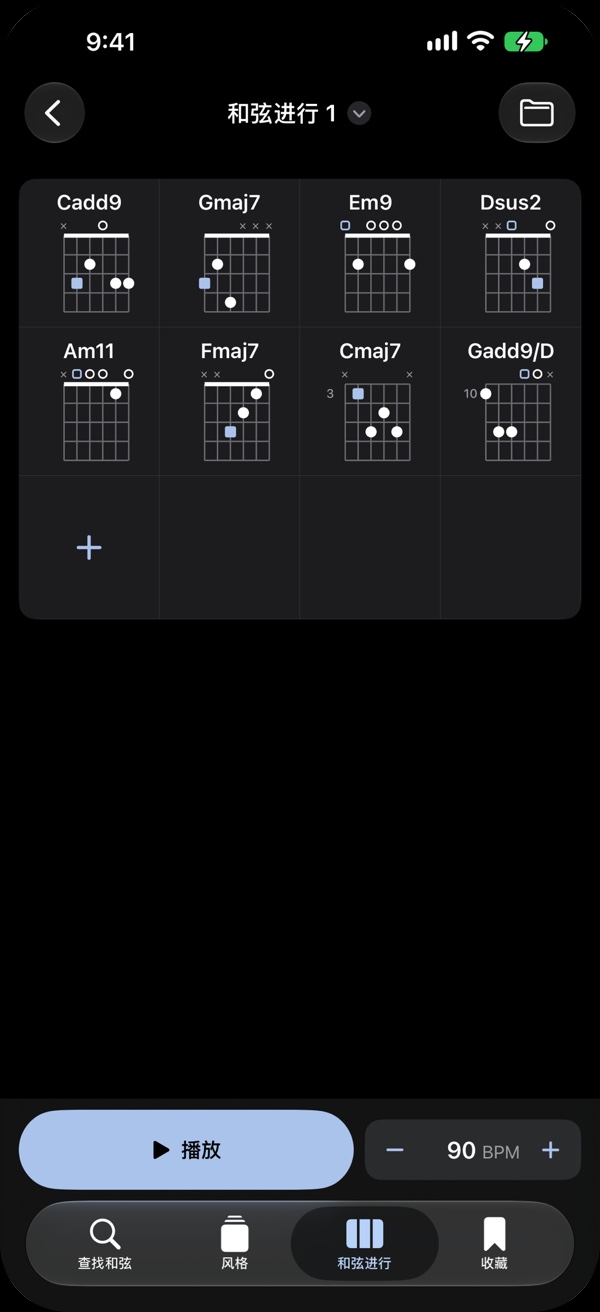 9:41
和弦进行 1
Cadd9 Gmaj7 Em9 Dsus2
× × × × × ×
Am11 Fmaj7 Cmaj7 Gadd9/D
× × × × × ×
3 10
+
播放
− 90 BPM +
查找和弦 风格 和弦进行 收藏